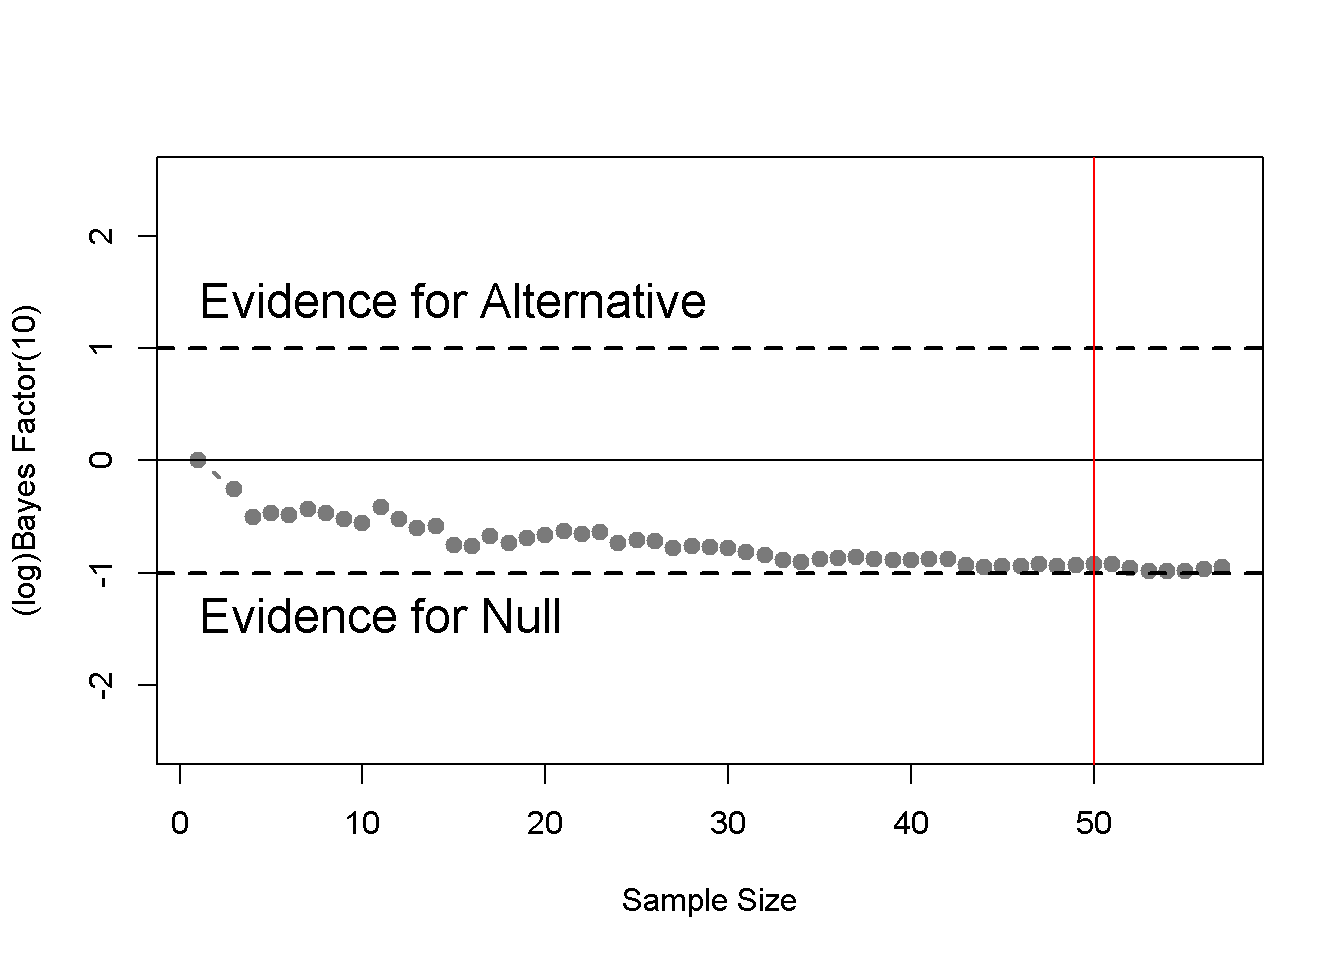 2
Evidence for Alternative
1
(log)Bayes Factor(10)
0
-1
Evidence for Null
-2
0 10 20 30 40 50
Sample Size